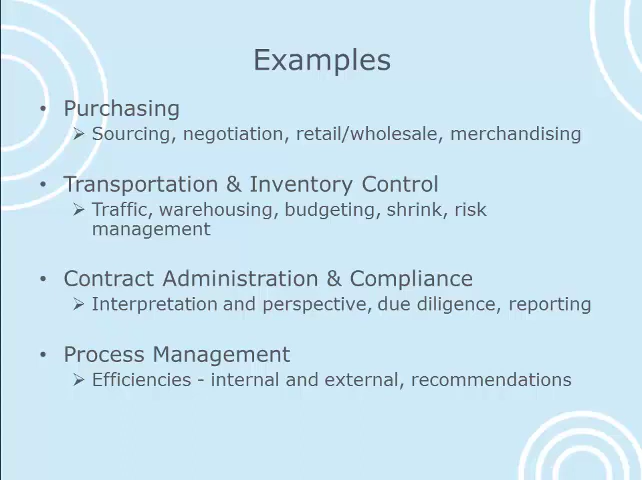 Examples
• Purchasing
➢ Sourcing, negotiation, retail/wholesale, merchandising
• Transportation & Inventory Control
➢ Traffic, warehousing, budgeting, shrink, risk
management
• Contract Administration & Compliance
➢ Interpretation and perspective, due diligence, reporting
• Process Management
➢ Efficiencies - internal and external, recommendations